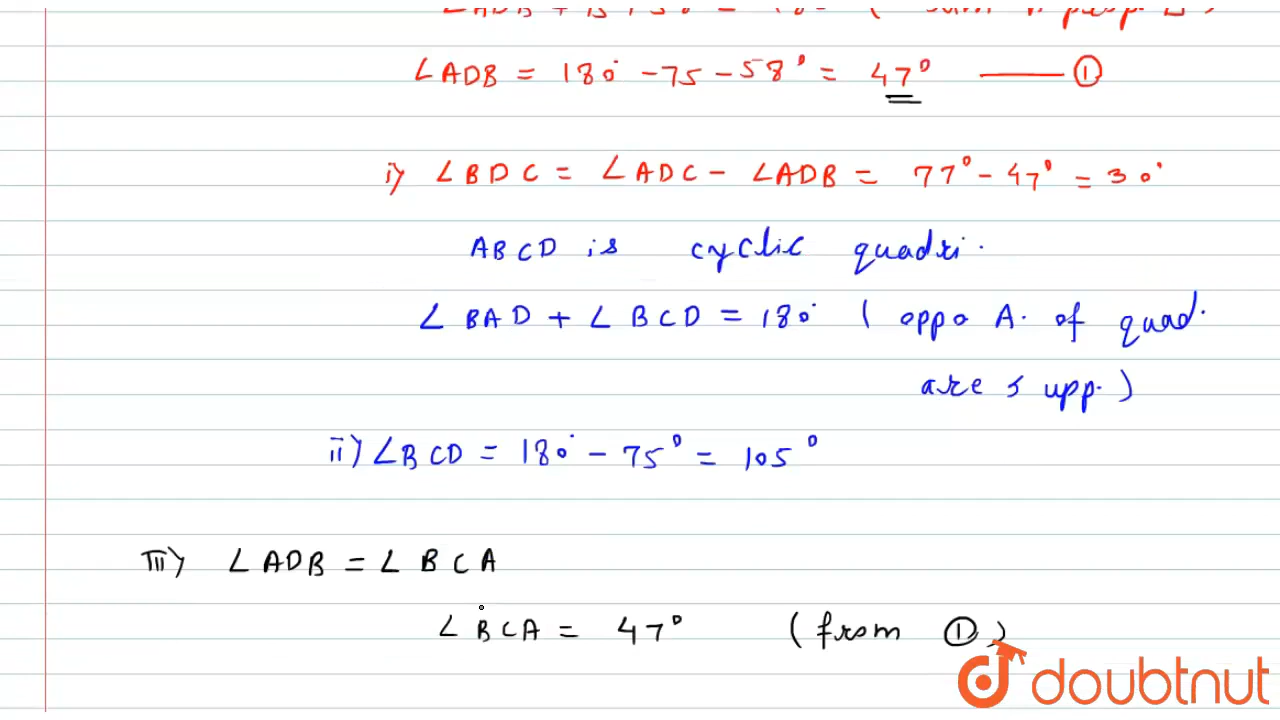 ∠ADB = 180° - 75 - 58° = 47° —— ①
i) ∠BDC = ∠ADC - ∠ADB = 77° - 47° = 30°
ABCD is cyclic quadri.
∠BAD + ∠BCD = 180° ( oppo A. of quad.
are supp. )
ii) ∠BCD = 180° - 75° = 105°
iii) ∠ADB = ∠BCA
∠BCA = 47° (from ①)
doubtnut